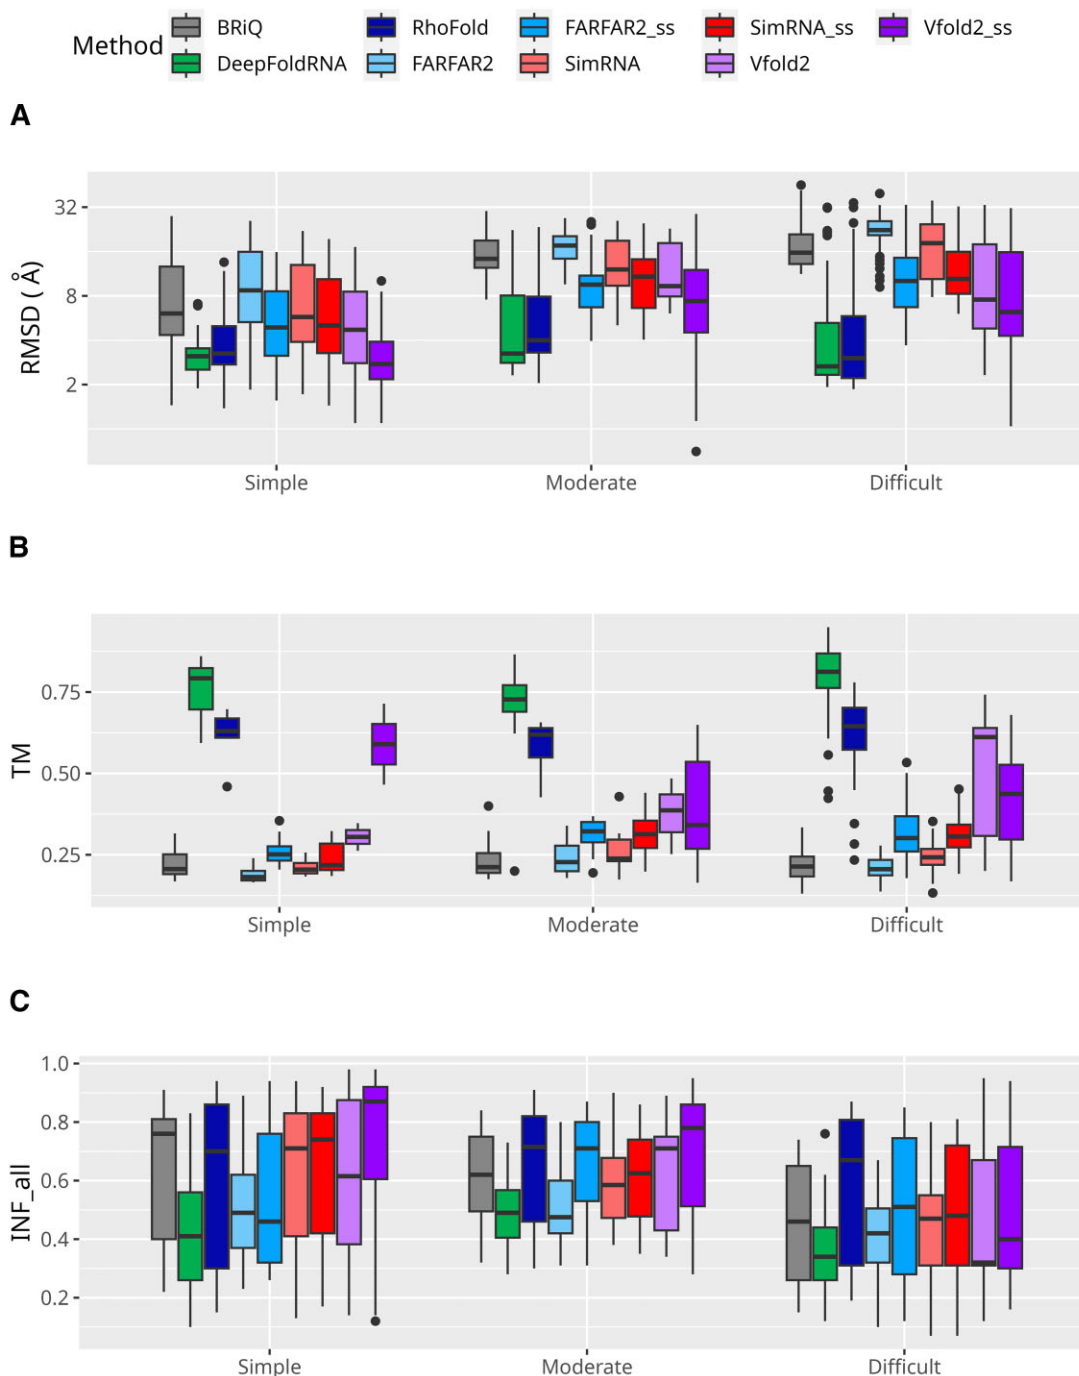 Method
BRiQ RhoFold FARFAR2_ss SimRNA_ss Vfold2_ss
DeepFoldRNA FARFAR2 SimRNA Vfold2
A
RMSD (Å)
32
8
2
Simple Moderate Difficult
B
TM
0.75
0.50
0.25
Simple Moderate Difficult
C
INF_all
1.0
0.8
0.6
0.4
0.2
Simple Moderate Difficult